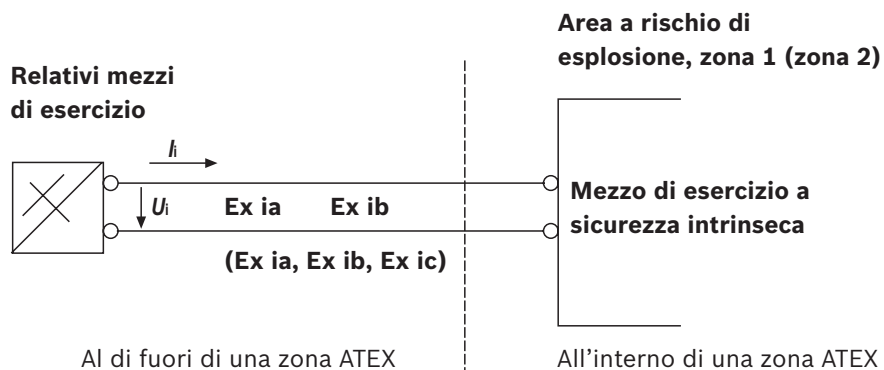 Area a rischio di
esplosione, zona 1 (zona 2)
Relativi mezzi
di esercizio
Ii
Ui
Ex ia Ex ib
(Ex ia, Ex ib, Ex ic)
Mezzo di esercizio a
sicurezza intrinseca
Al di fuori di una zona ATEX
All’interno di una zona ATEX